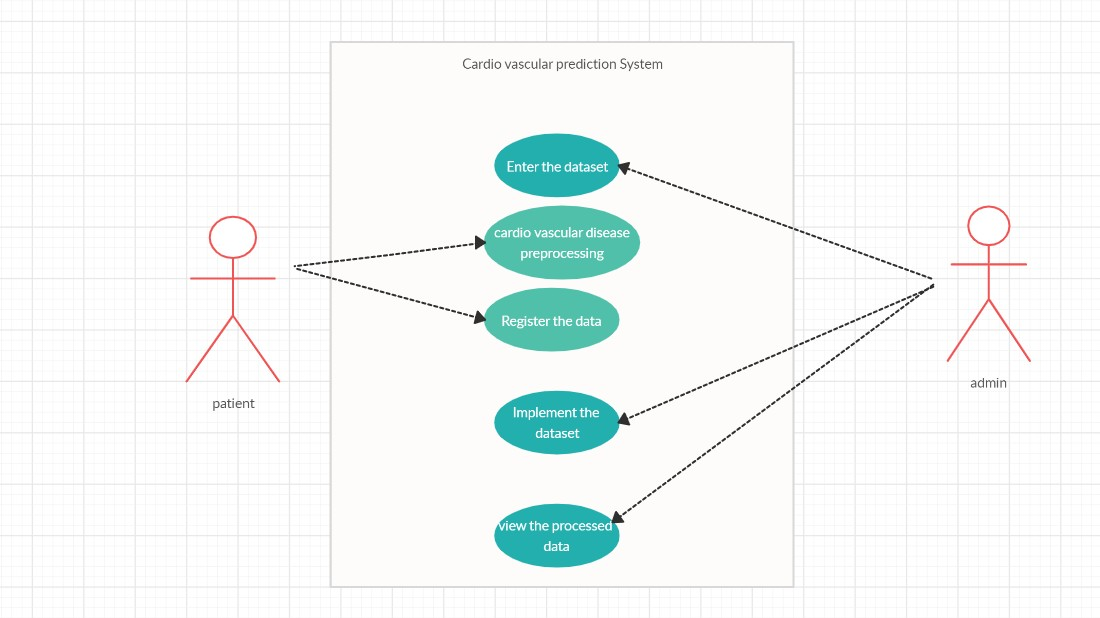 Cardio vascular prediction System
Enter the dataset
cardio vascular disease
preprocessing
Register the data
patient
admin
Implement the
dataset
view the processed
data